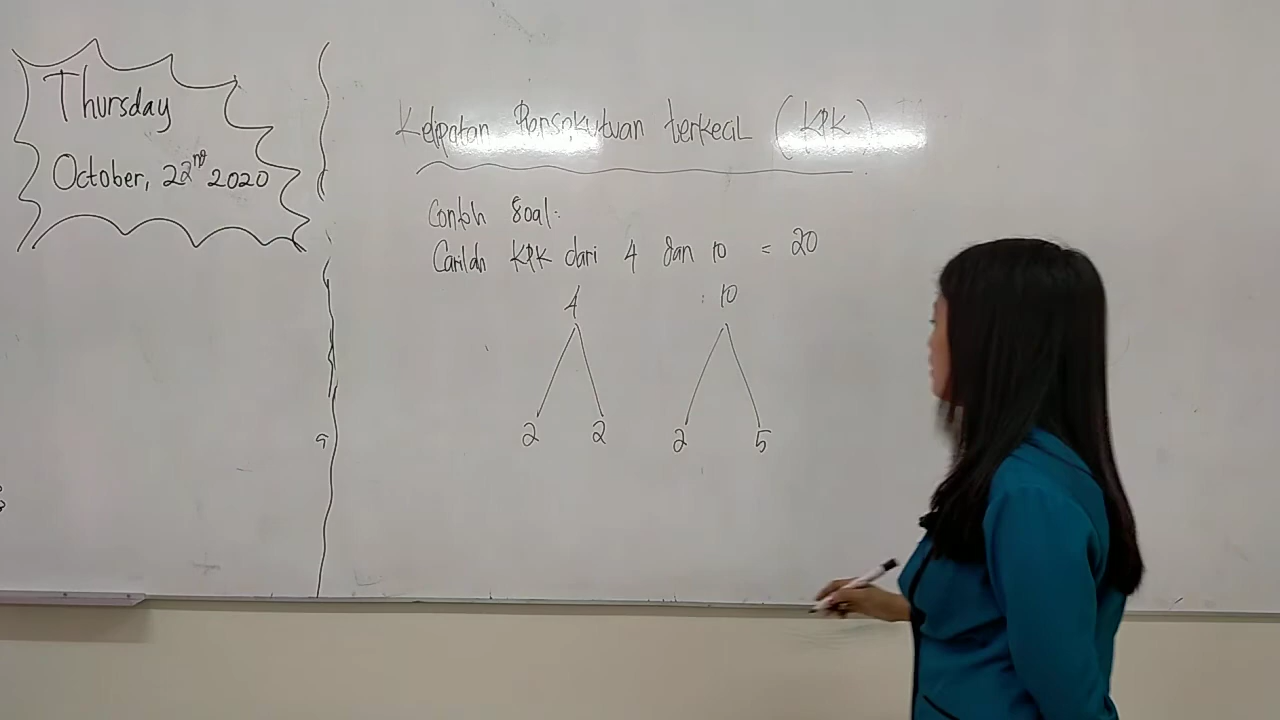 Thursday
October, 22nd 2020
Kelipatan Persekutuan terkecil (KPK)
Contoh Soal:
Carilah KPK dari 4 dan 10 = 20
4 : 10
2 2 2 5